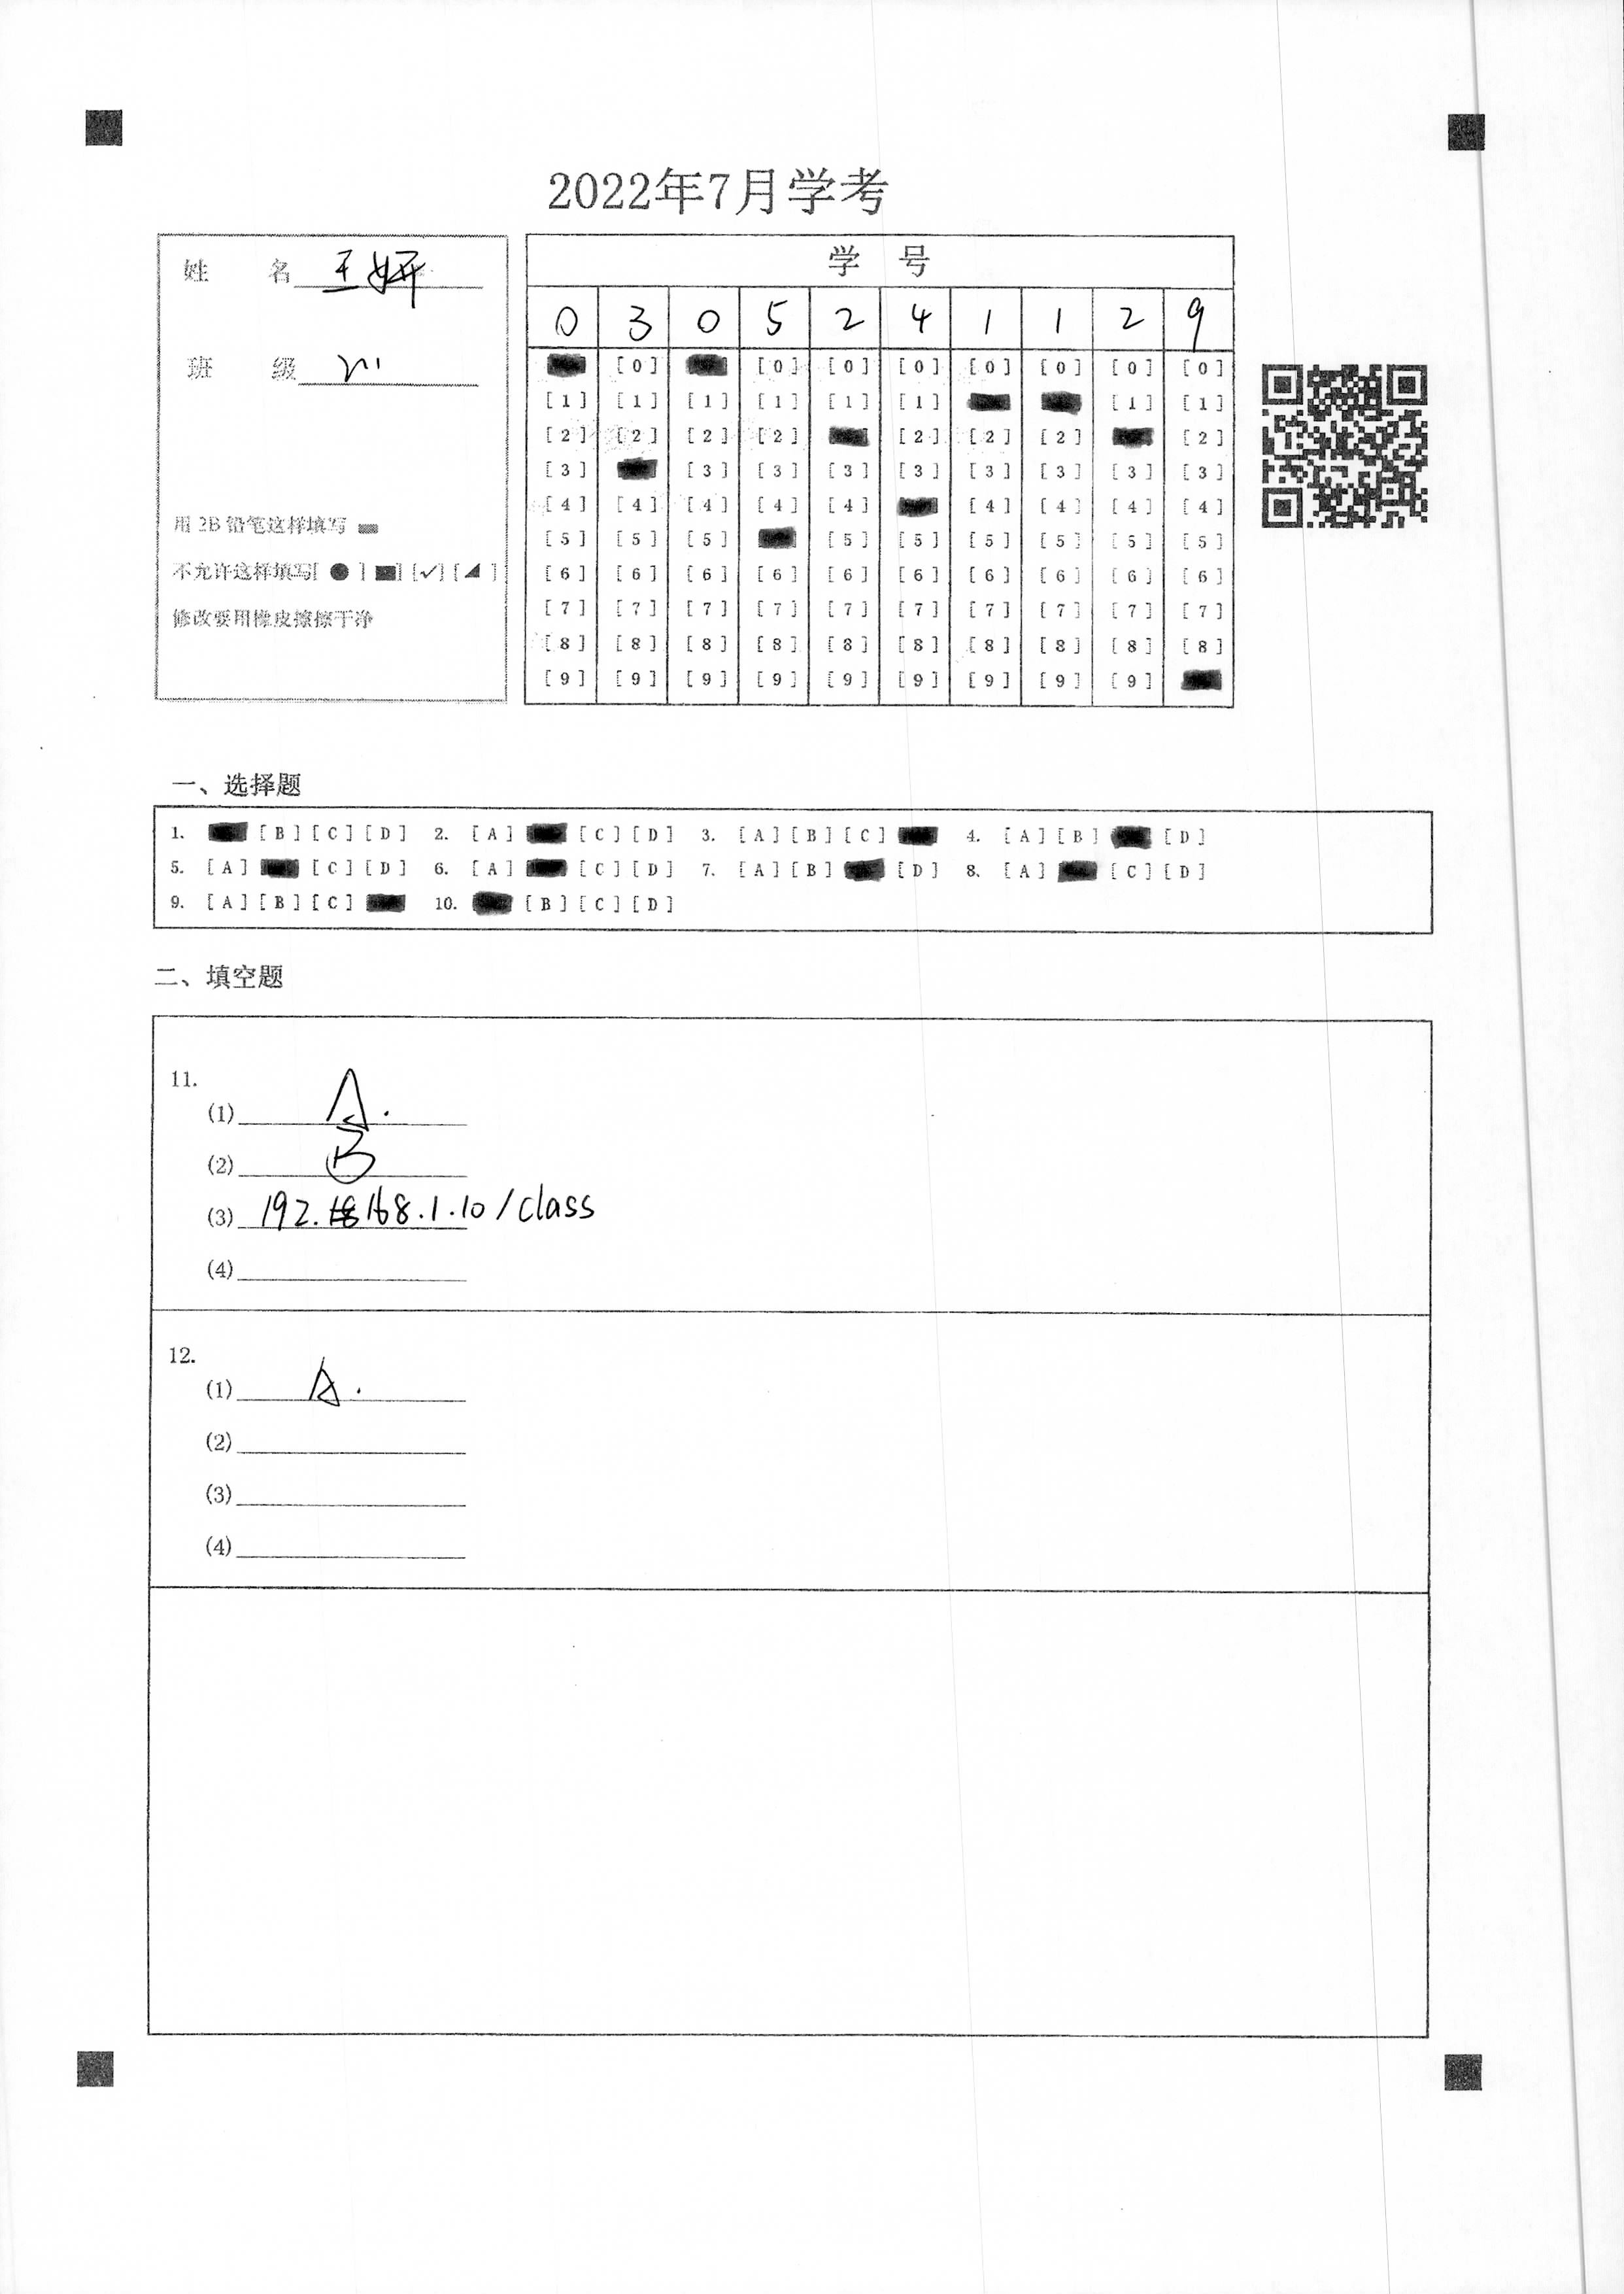 2022年7月学考
姓 名 王妍
班 级
用 2B 铅笔这样填写
不允许这样填写[ ● ] [■] [✓] [◢ ]
修改要用橡皮擦擦干净
学 号
0 3 0 5 2 4 1 1 2 9
[0] [0] [0] [0] [0] [0] [0] [0]
[1] [1] [1] [1] [1] [1] [1] [1]
[2] [2] [2] [2] [2] [2] [2] [2]
[3] [3] [3] [3] [3] [3] [3] [3] [3]
[4] [4] [4] [4] [4] [4] [4] [4] [4]
[5] [5] [5] [5] [5] [5] [5] [5] [5]
[6] [6] [6] [6] [6] [6] [6] [6] [6] [6]
[7] [7] [7] [7] [7] [7] [7] [7] [7] [7]
[8] [8] [8] [8] [8] [8] [8] [8] [8] [8]
[9] [9] [9] [9] [9] [9] [9] [9] [9]
一、选择题
1. [B] [C] [D] 2. [A] [C] [D] 3. [A] [B] [C] 4. [A] [B] [D]
5. [A] [C] [D] 6. [A] [C] [D] 7. [A] [B] [D] 8. [A] [C] [D]
9. [A] [B] [C] 10. [B] [C] [D]
二、填空题
11.
(1) A.
(2) B
(3) 192.168.1.10/class
(4)
12.
(1) A.
(2)
(3)
(4)